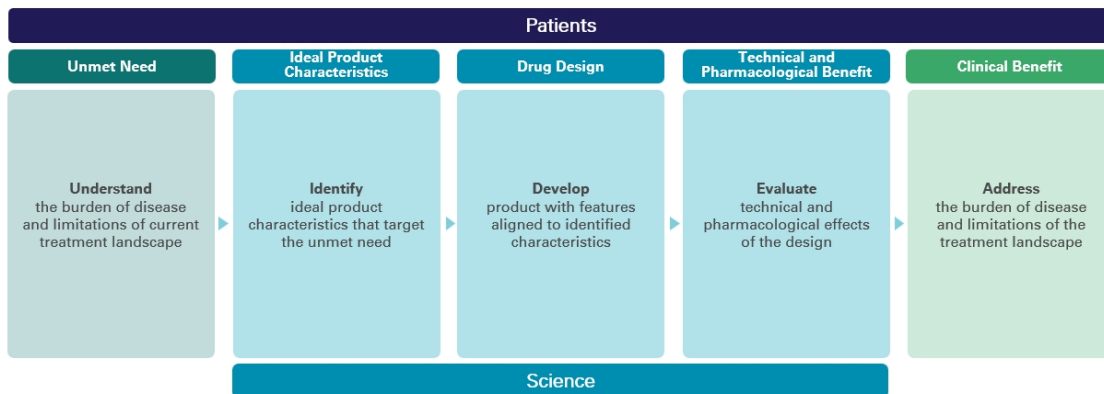 Patients
Unmet Need
Ideal Product
Characteristics
Drug Design
Technical and
Pharmacological Benefit
Clinical Benefit
Understand
the burden of disease
and limitations of current
treatment landscape
Identify
ideal product
characteristics that target
the unmet need
Develop
product with features
aligned to identified
characteristics
Evaluate
technical and
pharmacological effects
of the design
Address
the burden of disease
and limitations of the
treatment landscape
Science